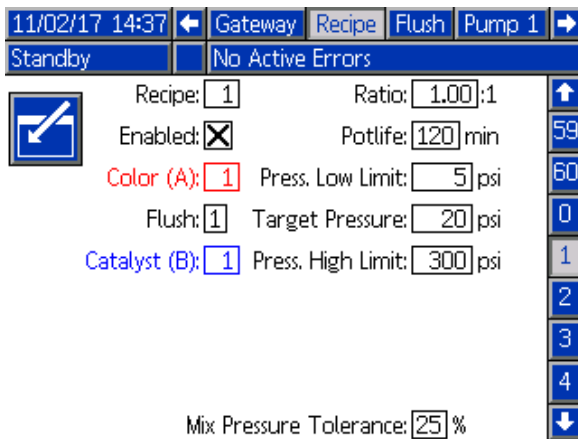 11/02/17 14:37 Gateway Recipe Flush Pump 1
Standby No Active Errors
Recipe: 1 Ratio: 1.00:1
Enabled: Potlife: 120 min
Color (A): 1 Press. Low Limit: 5 psi
Flush: 1 Target Pressure: 20 psi
Catalyst (B): 1 Press. High Limit: 300 psi
Mix Pressure Tolerance: 25 %
59
60
0
1
2
3
4